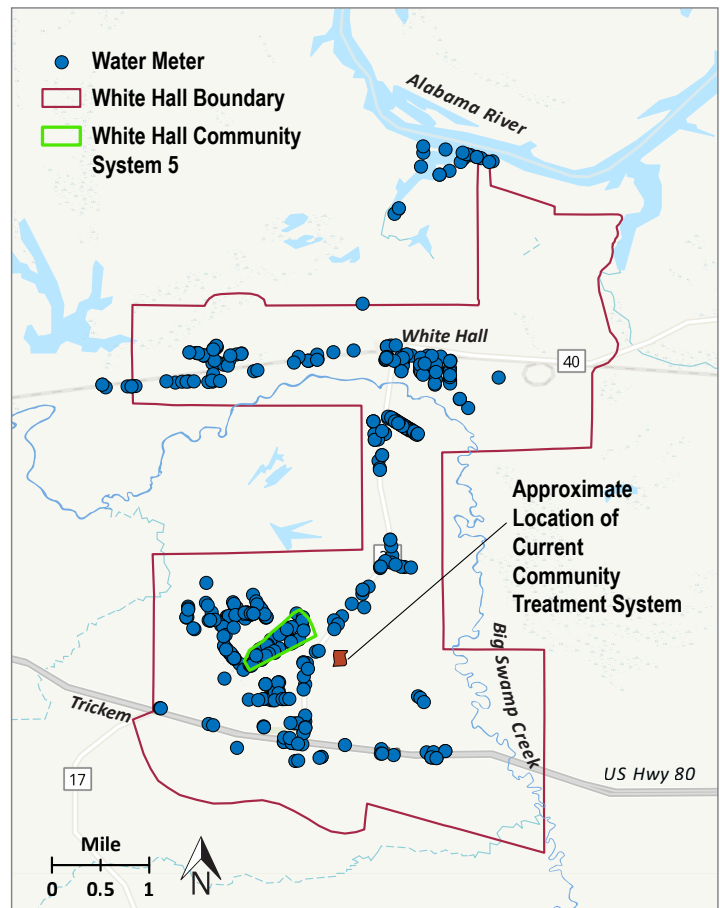 Water Meter
White Hall Boundary
White Hall Community
System 5
Alabama River
White Hall
40
Approximate
Location of
Current
Community
Treatment System
Big Swamp Creek
Trickem
US Hwy 80
17
Mile
0 0.5 1
N